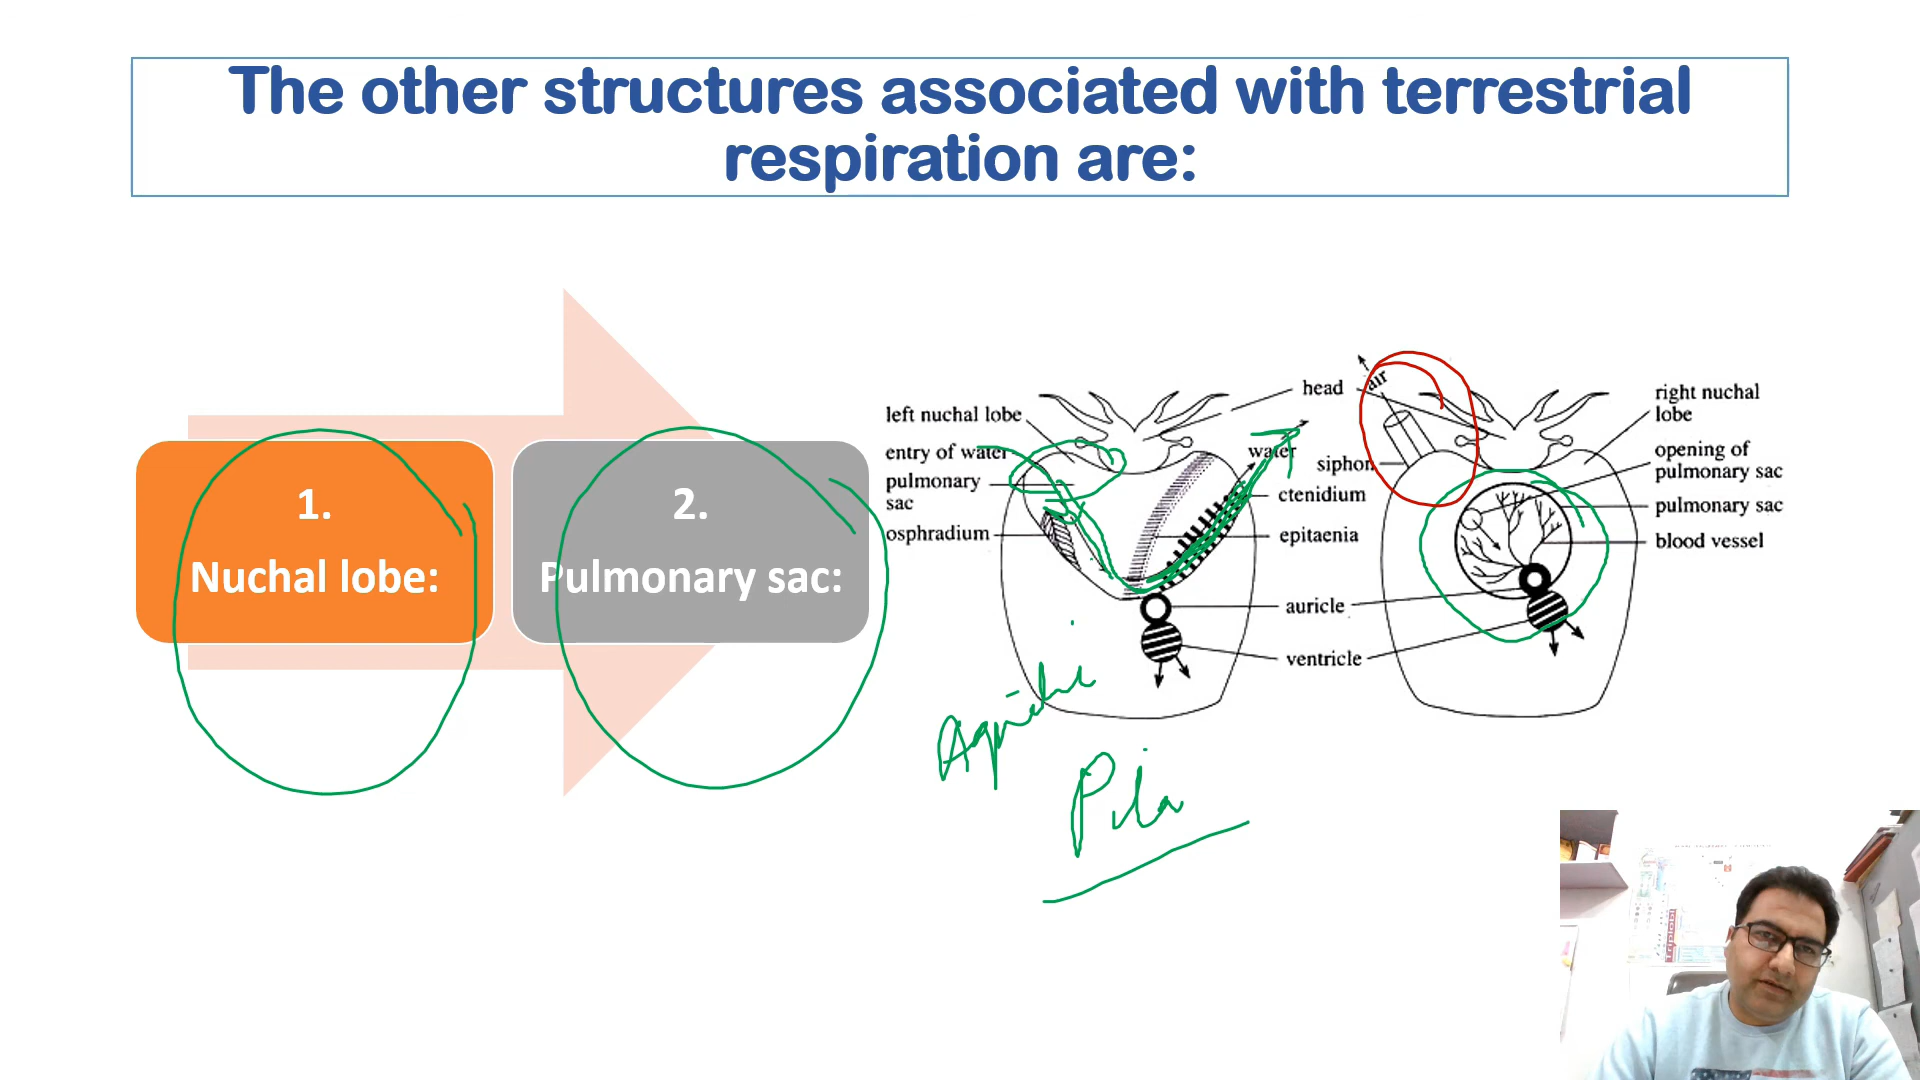 The other structures associated with terrestrial
respiration are:
1.
Nuchal lobe:
2.
Pulmonary sac:
left nuchal lobe
entry of water
pulmonary
sac
osphradium
head
water
ctenidium
epitaenia
auricle
ventricle
air
siphon
right nuchal
lobe
opening of
pulmonary sac
pulmonary sac
blood vessel
Pila